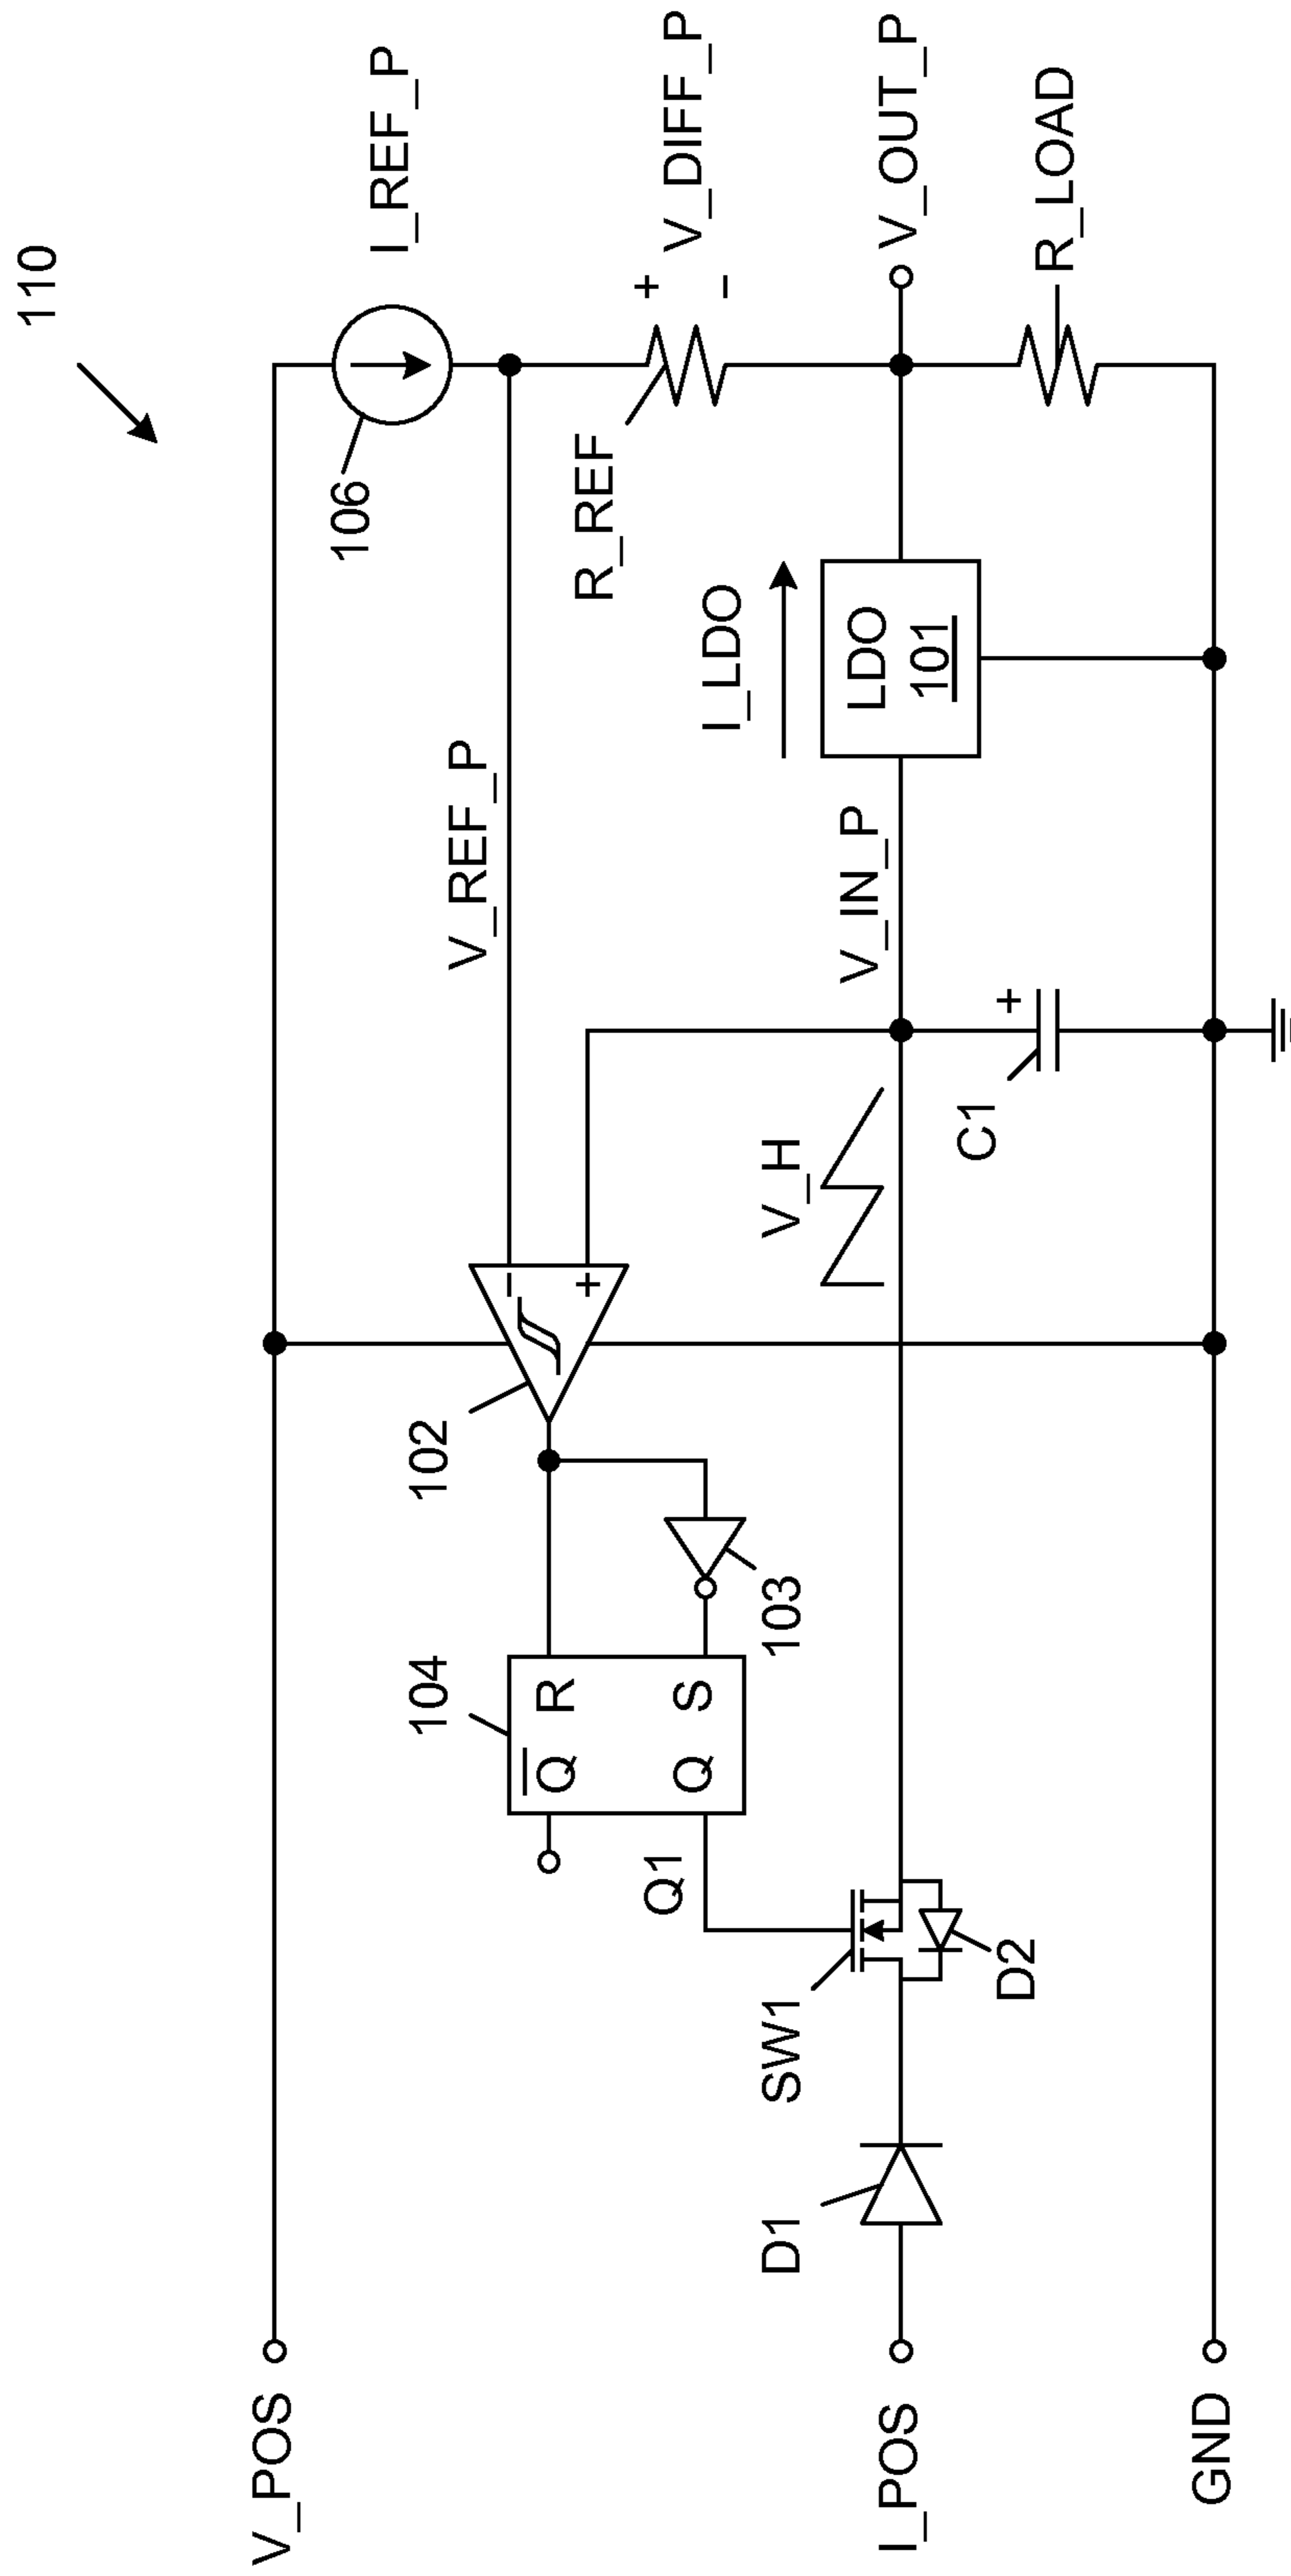 110
V_POS
106
I_REF_P
V_REF_P
R_REF
+
V_DIFF_P
−
102
−
+
104
Q
R
Q
S
103
Q1
V_H
V_IN_P
I_LDO
LDO
101
V_OUT_P
SW1
D1
D2
I_POS
C1
+
R_LOAD
GND